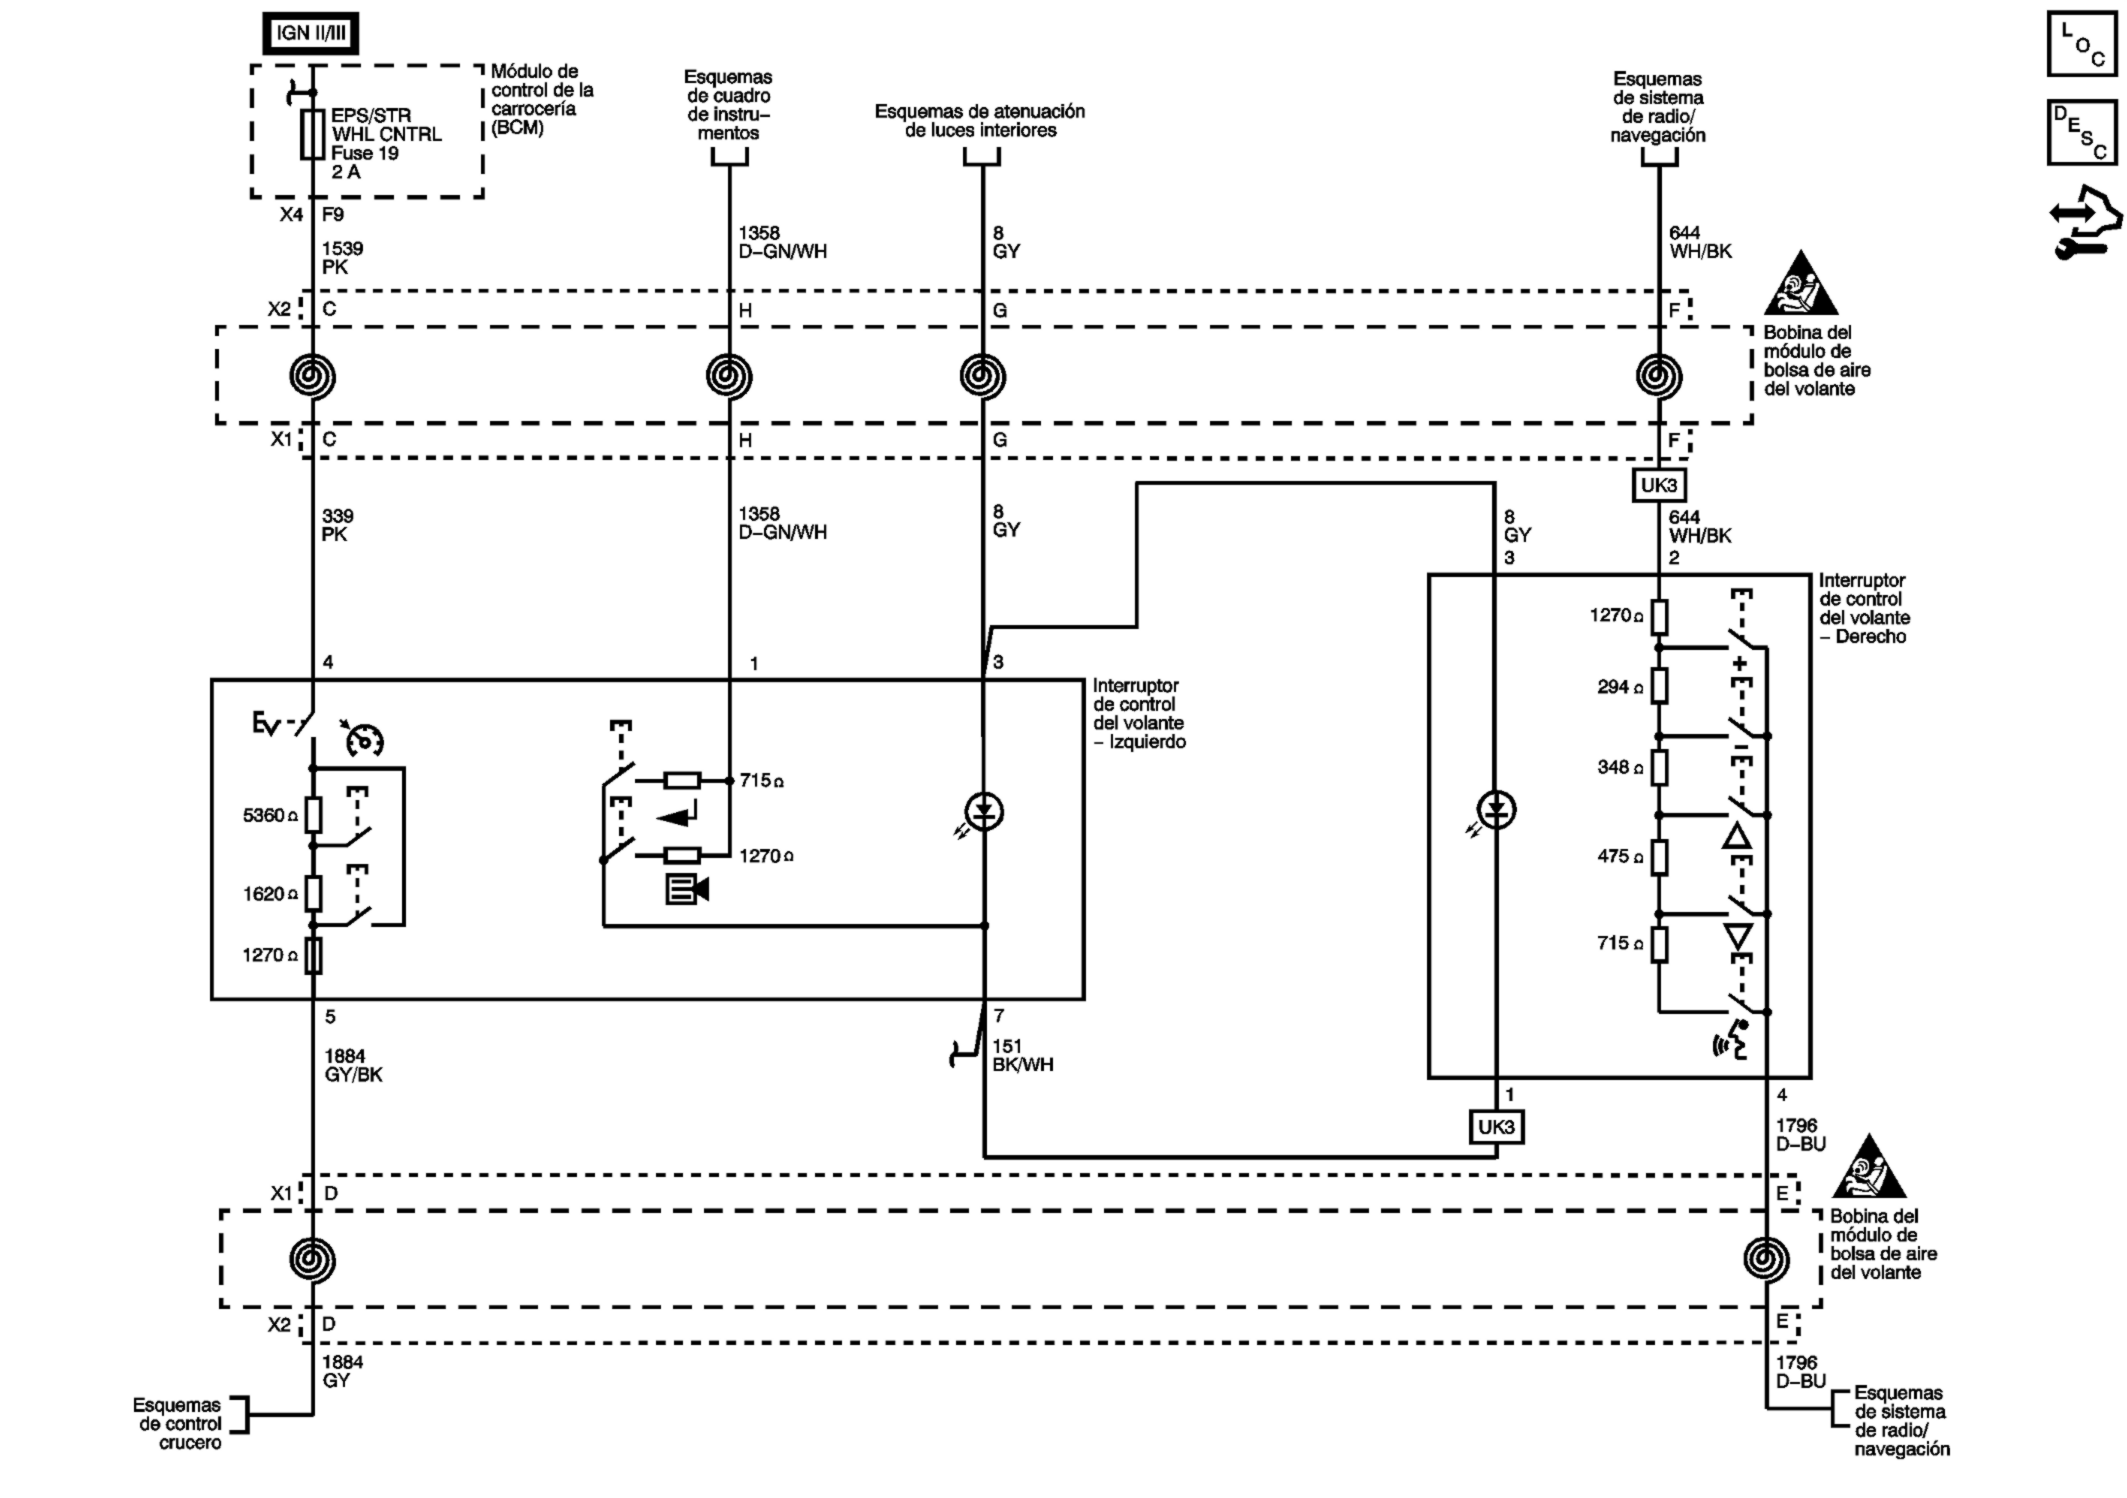 IGN II/III
Módulo de
control de la
carrocería
(BCM)
EPS/STR
WHL CNTRL
Fuse 19
2 A
Esquemas
de cuadro
de instru–
mentos
Esquemas de atenuación
de luces interiores
Esquemas
de sistema
de radio/
navegación
L
O
C
D
E
S
C
X4 F9
1539
PK
1358
D–GN/WH
8
GY
644
WH/BK
X2 C H G F
Bobina del
módulo de
bolsa de aire
del volante
X1 C H G F
UK3
339
PK
1358
D–GN/WH
8
GY
8
GY
3
644
WH/BK
2
Interruptor
de control
del volante
– Derecho
4 1 3
Interruptor
de control
del volante
– Izquierdo
5360 Ω
1620 Ω
1270 Ω
715 Ω
1270 Ω
1270 Ω
294 Ω
348 Ω
475 Ω
715 Ω
+
–
5
1884
GY/BK
7
151
BK/WH
1
UK3
4
1796
D–BU
X1 D E
Bobina del
módulo de
bolsa de aire
del volante
X2 D E
1884
GY
1796
D–BU
Esquemas
de control
crucero
Esquemas
de sistema
de radio/
navegación